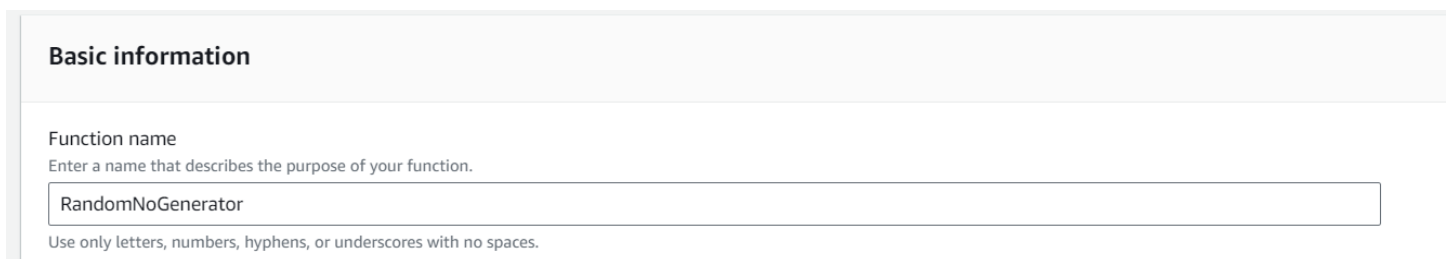 Basic information
Function name
Enter a name that describes the purpose of your function.
RandomNoGenerator
Use only letters, numbers, hyphens, or underscores with no spaces.